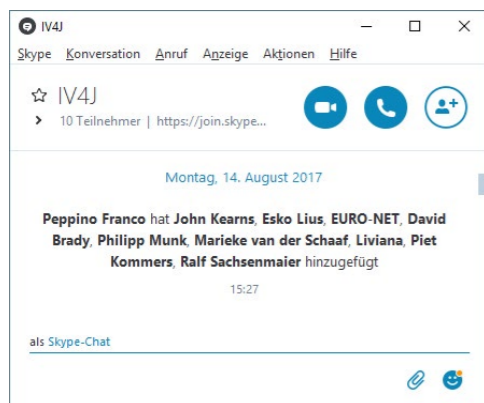 IV4J
Skype Konversation Anruf Anzeige Aktionen Hilfe
IV4J
10 Teilnehmer | https://join.skype...
Montag, 14. August 2017
Peppino Franco hat John Kearns, Esko Lius, EURO-NET, David
Brady, Philipp Munk, Marieke van der Schaaf, Liviana, Piet
Kommers, Ralf Sachsenmaier hinzugefügt
15:27
als Skype-Chat